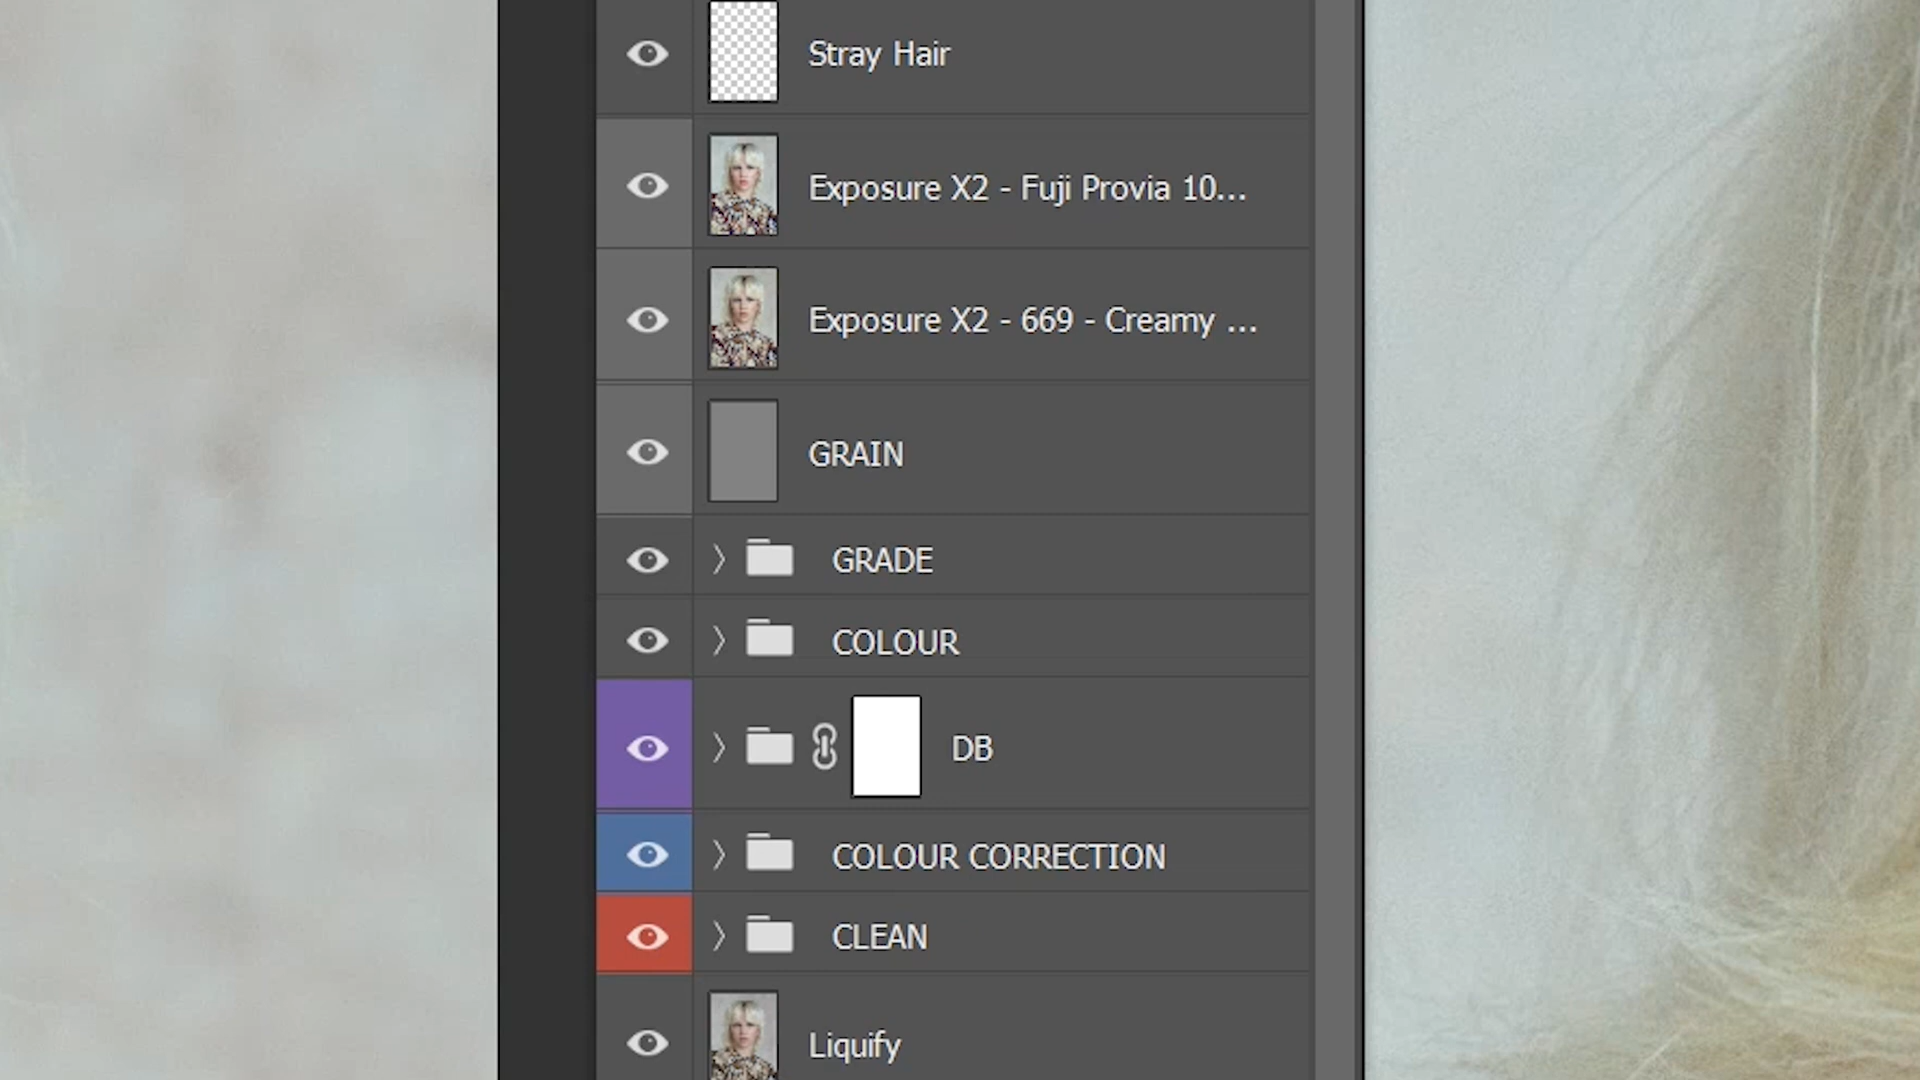 Stray Hair
Exposure X2 - Fuji Provia 10...
Exposure X2 - 669 - Creamy ...
GRAIN
GRADE
COLOUR
DB
COLOUR CORRECTION
CLEAN
Liquify